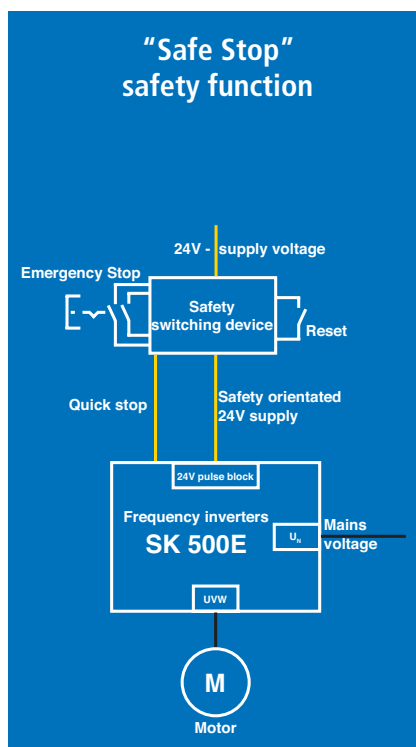 “Safe Stop”
safety function
24V - supply voltage
Emergency Stop
Safety
switching device
Reset
Quick stop
Safety orientated
24V supply
24V pulse block
Frequency inverters
SK 500E
UN
Mains
voltage
UVW
M
Motor